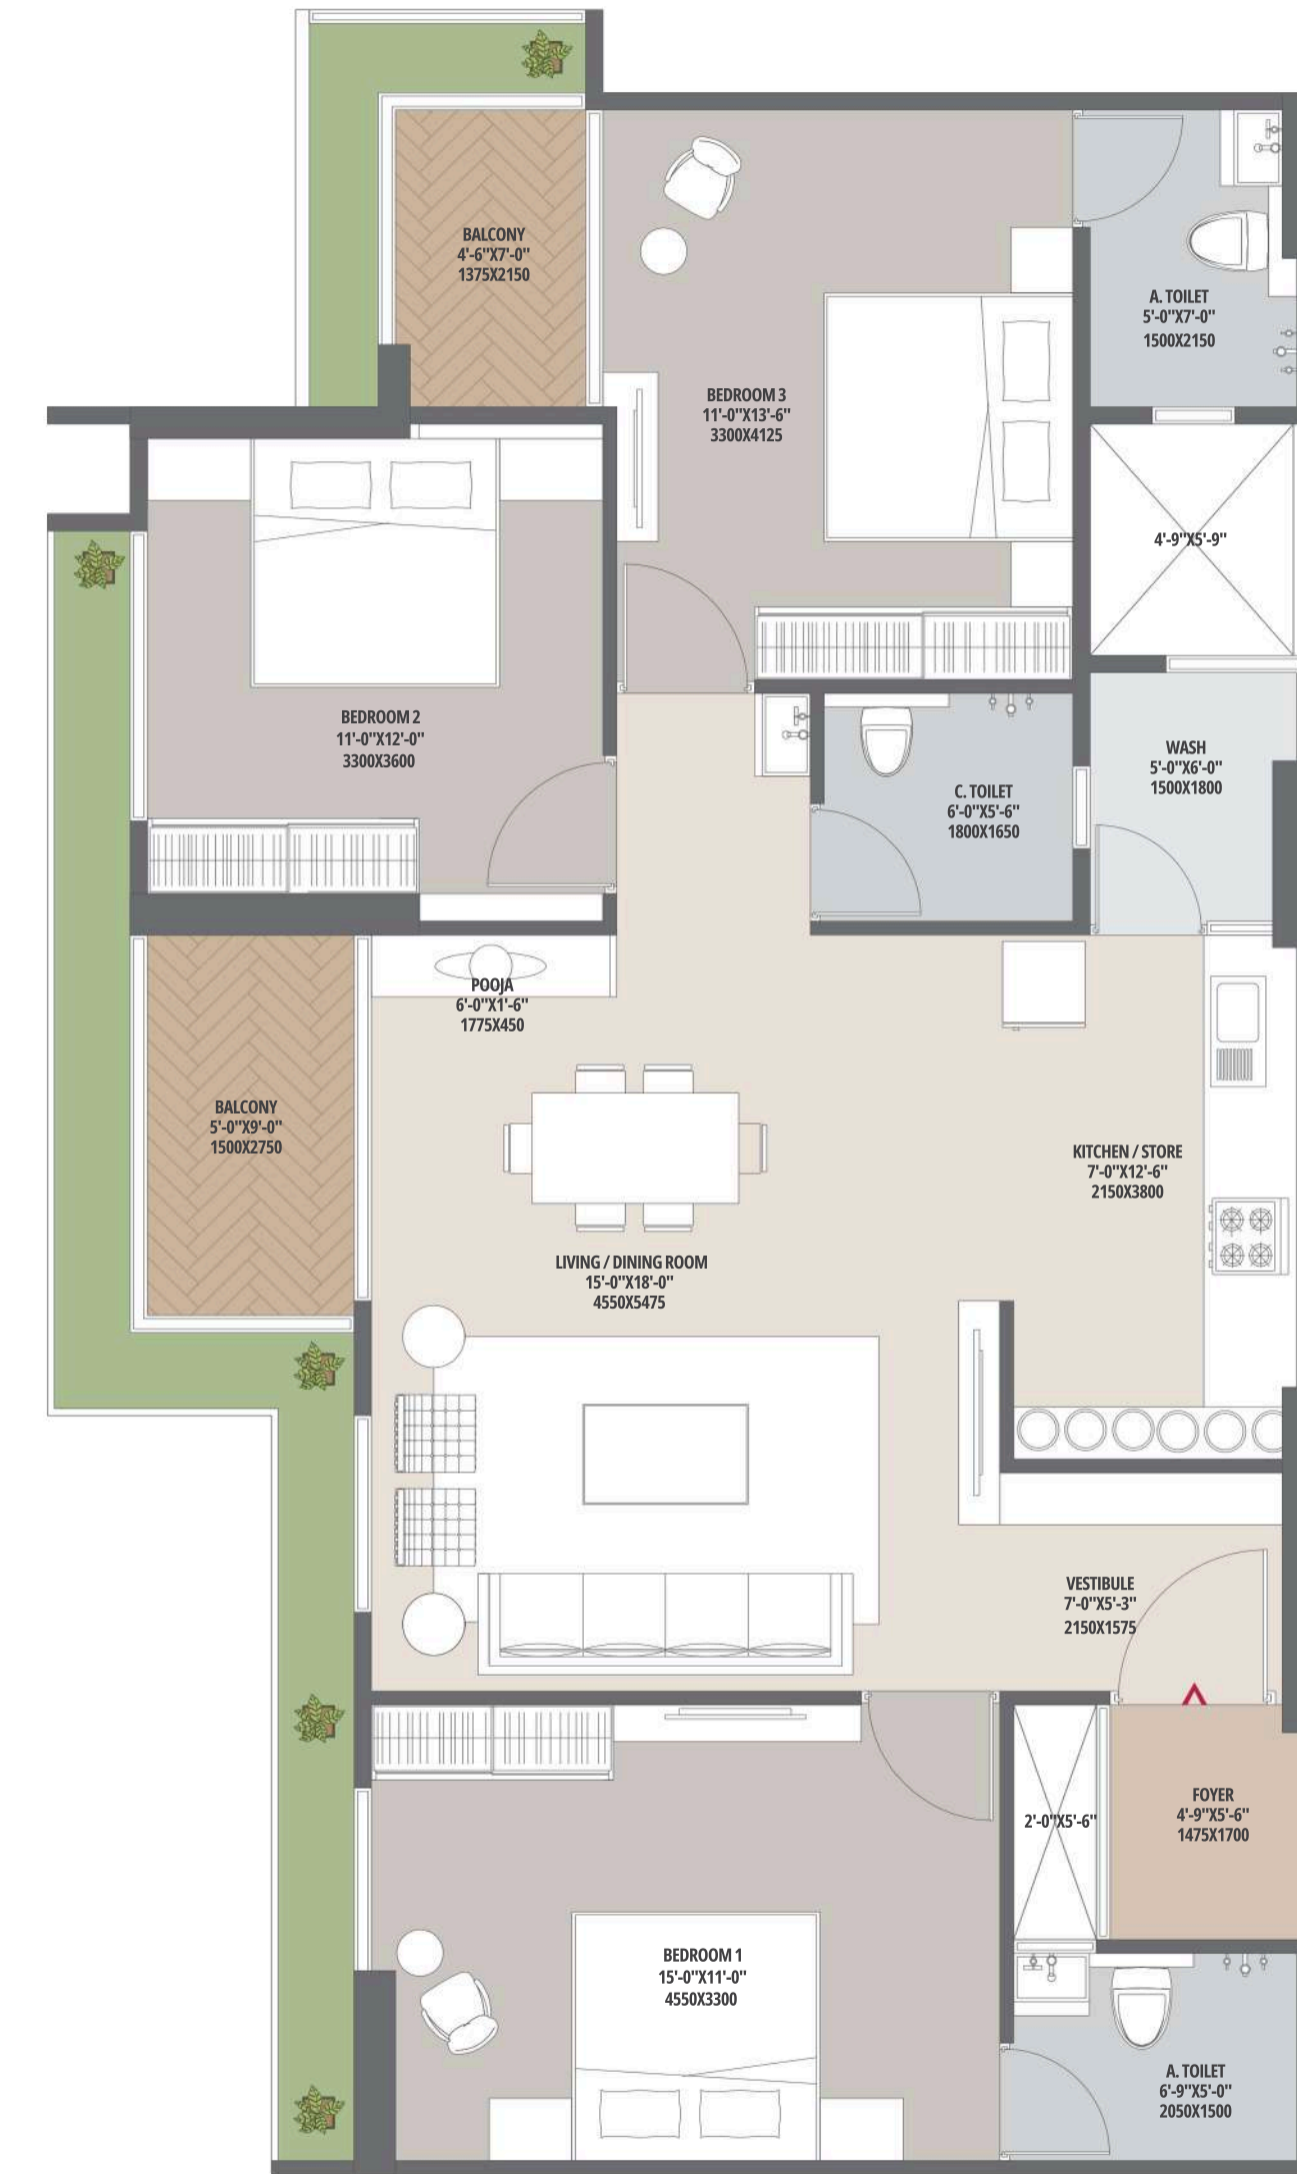 BALCONY
4'-6"X7'-0"
1375X2150
A. TOILET
5'-0"X7'-0"
1500X2150
BEDROOM 3
11'-0"X13'-6"
3300X4125
4'-9"X5'-9"
BEDROOM 2
11'-0"X12'-0"
3300X3600
WASH
5'-0"X6'-0"
1500X1800
C. TOILET
6'-0"X5'-6"
1800X1650
POOJA
6'-0"X1'-6"
1775X450
BALCONY
5'-0"X9'-0"
1500X2750
KITCHEN / STORE
7'-0"X12'-6"
2150X3800
LIVING / DINING ROOM
15'-0"X18'-0"
4550X5475
VESTIBULE
7'-0"X5'-3"
2150X1575
FOYER
4'-9"X5'-6"
1475X1700
2'-0"X5'-6"
BEDROOM 1
15'-0"X11'-0"
4550X3300
A. TOILET
6'-9"X5'-0"
2050X1500